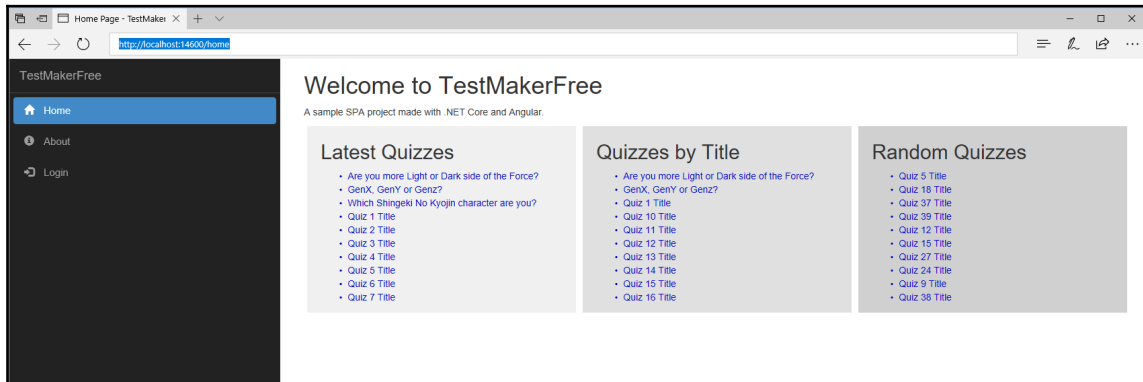 Home Page - TestMaker
http://localhost:14600/home
TestMakerFree
Home
About
Login
Welcome to TestMakerFree
A sample SPA project made with .NET Core and Angular.
Latest Quizzes
Are you more Light or Dark side of the Force?
GenX, GenY or Genz?
Which Shingeki No Kyojin character are you?
Quiz 1 Title
Quiz 2 Title
Quiz 3 Title
Quiz 4 Title
Quiz 5 Title
Quiz 6 Title
Quiz 7 Title
Quizzes by Title
Are you more Light or Dark side of the Force?
GenX, GenY or Genz?
Quiz 1 Title
Quiz 10 Title
Quiz 11 Title
Quiz 12 Title
Quiz 13 Title
Quiz 14 Title
Quiz 15 Title
Quiz 16 Title
Random Quizzes
Quiz 5 Title
Quiz 18 Title
Quiz 37 Title
Quiz 39 Title
Quiz 12 Title
Quiz 15 Title
Quiz 27 Title
Quiz 24 Title
Quiz 9 Title
Quiz 38 Title